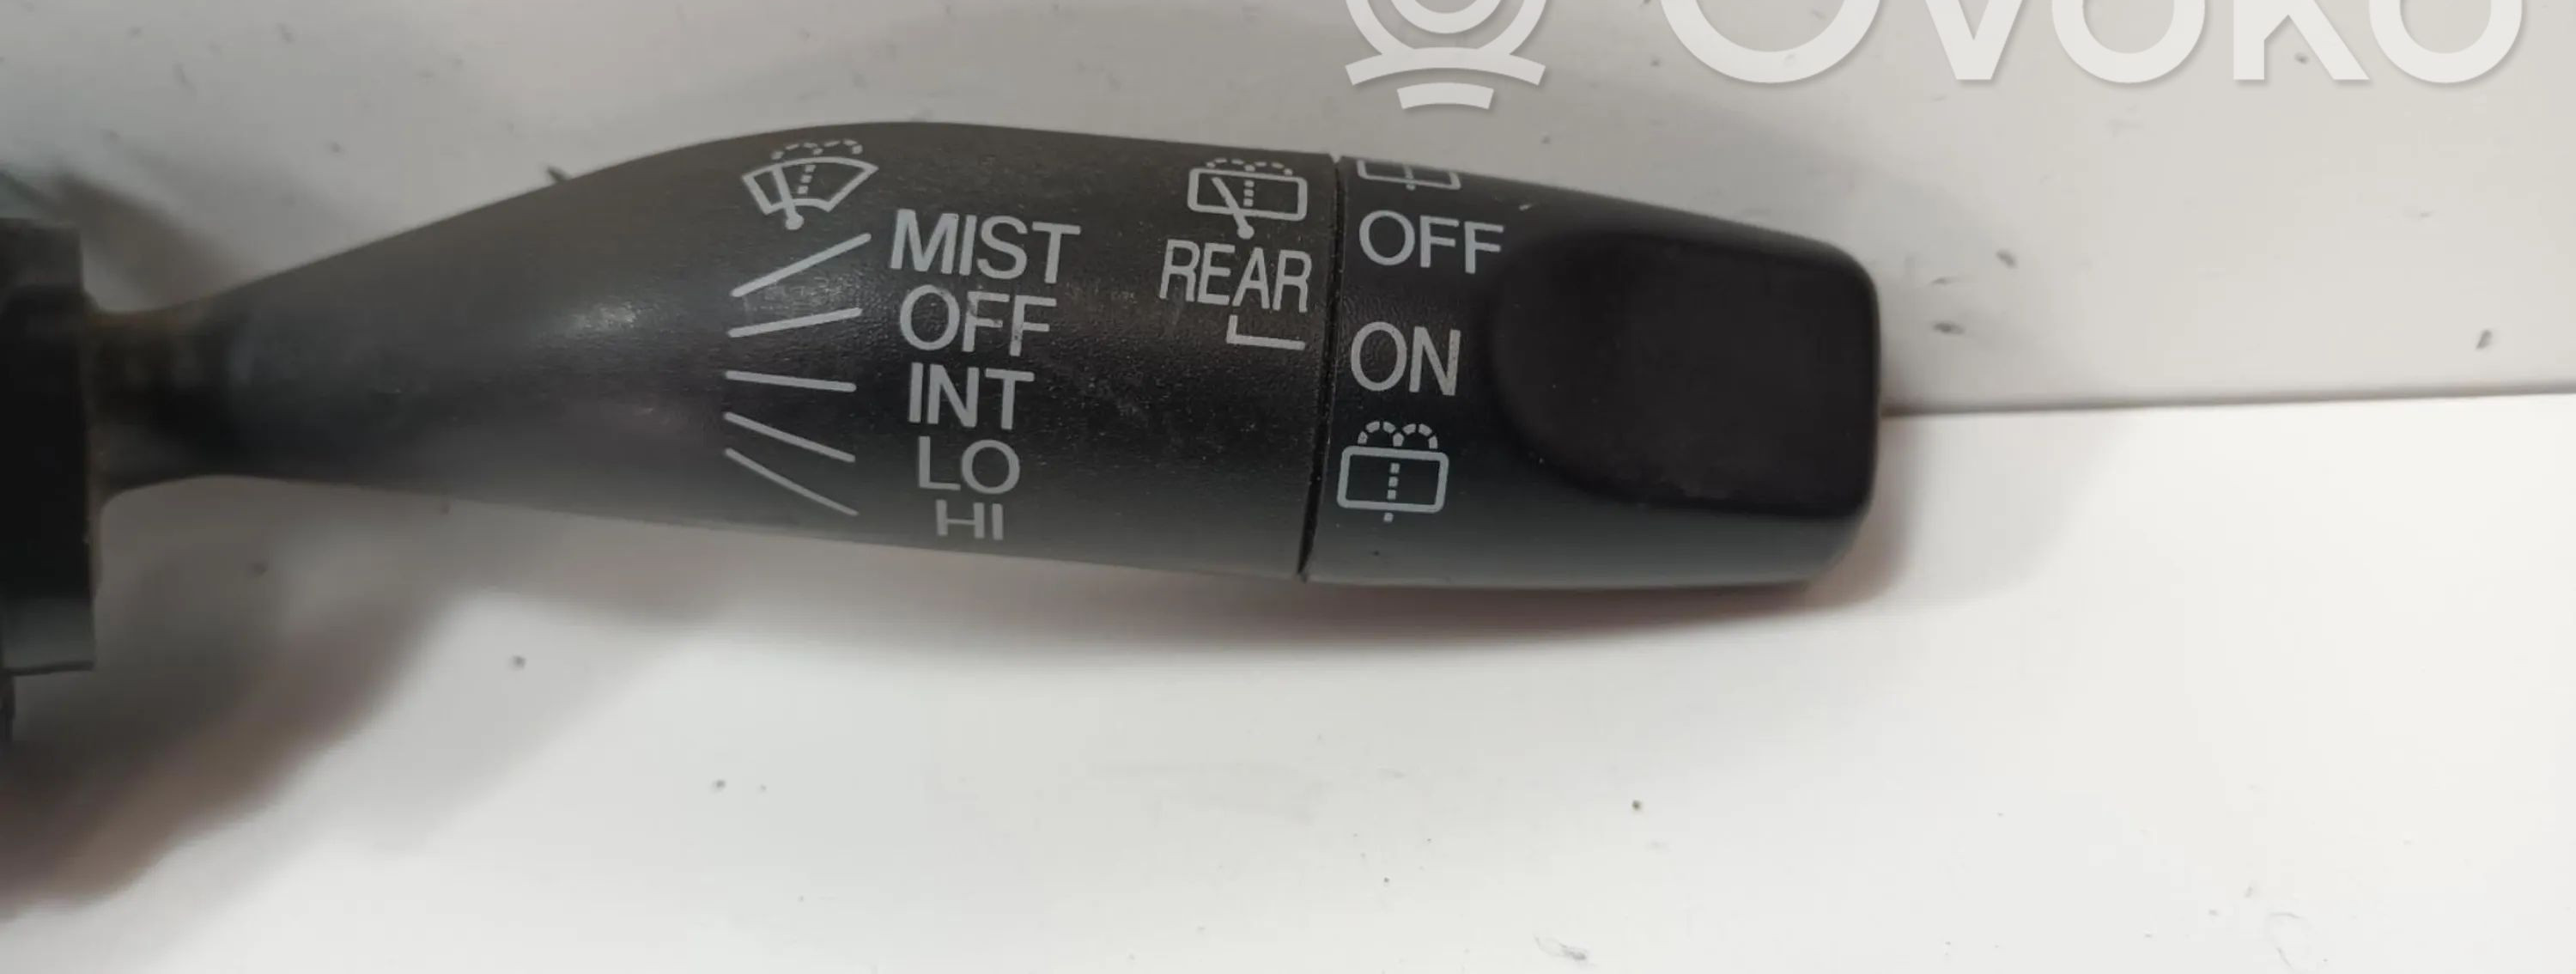 OVOKO
MIST
OFF
INT
LO
HI
REAR
OFF
ON